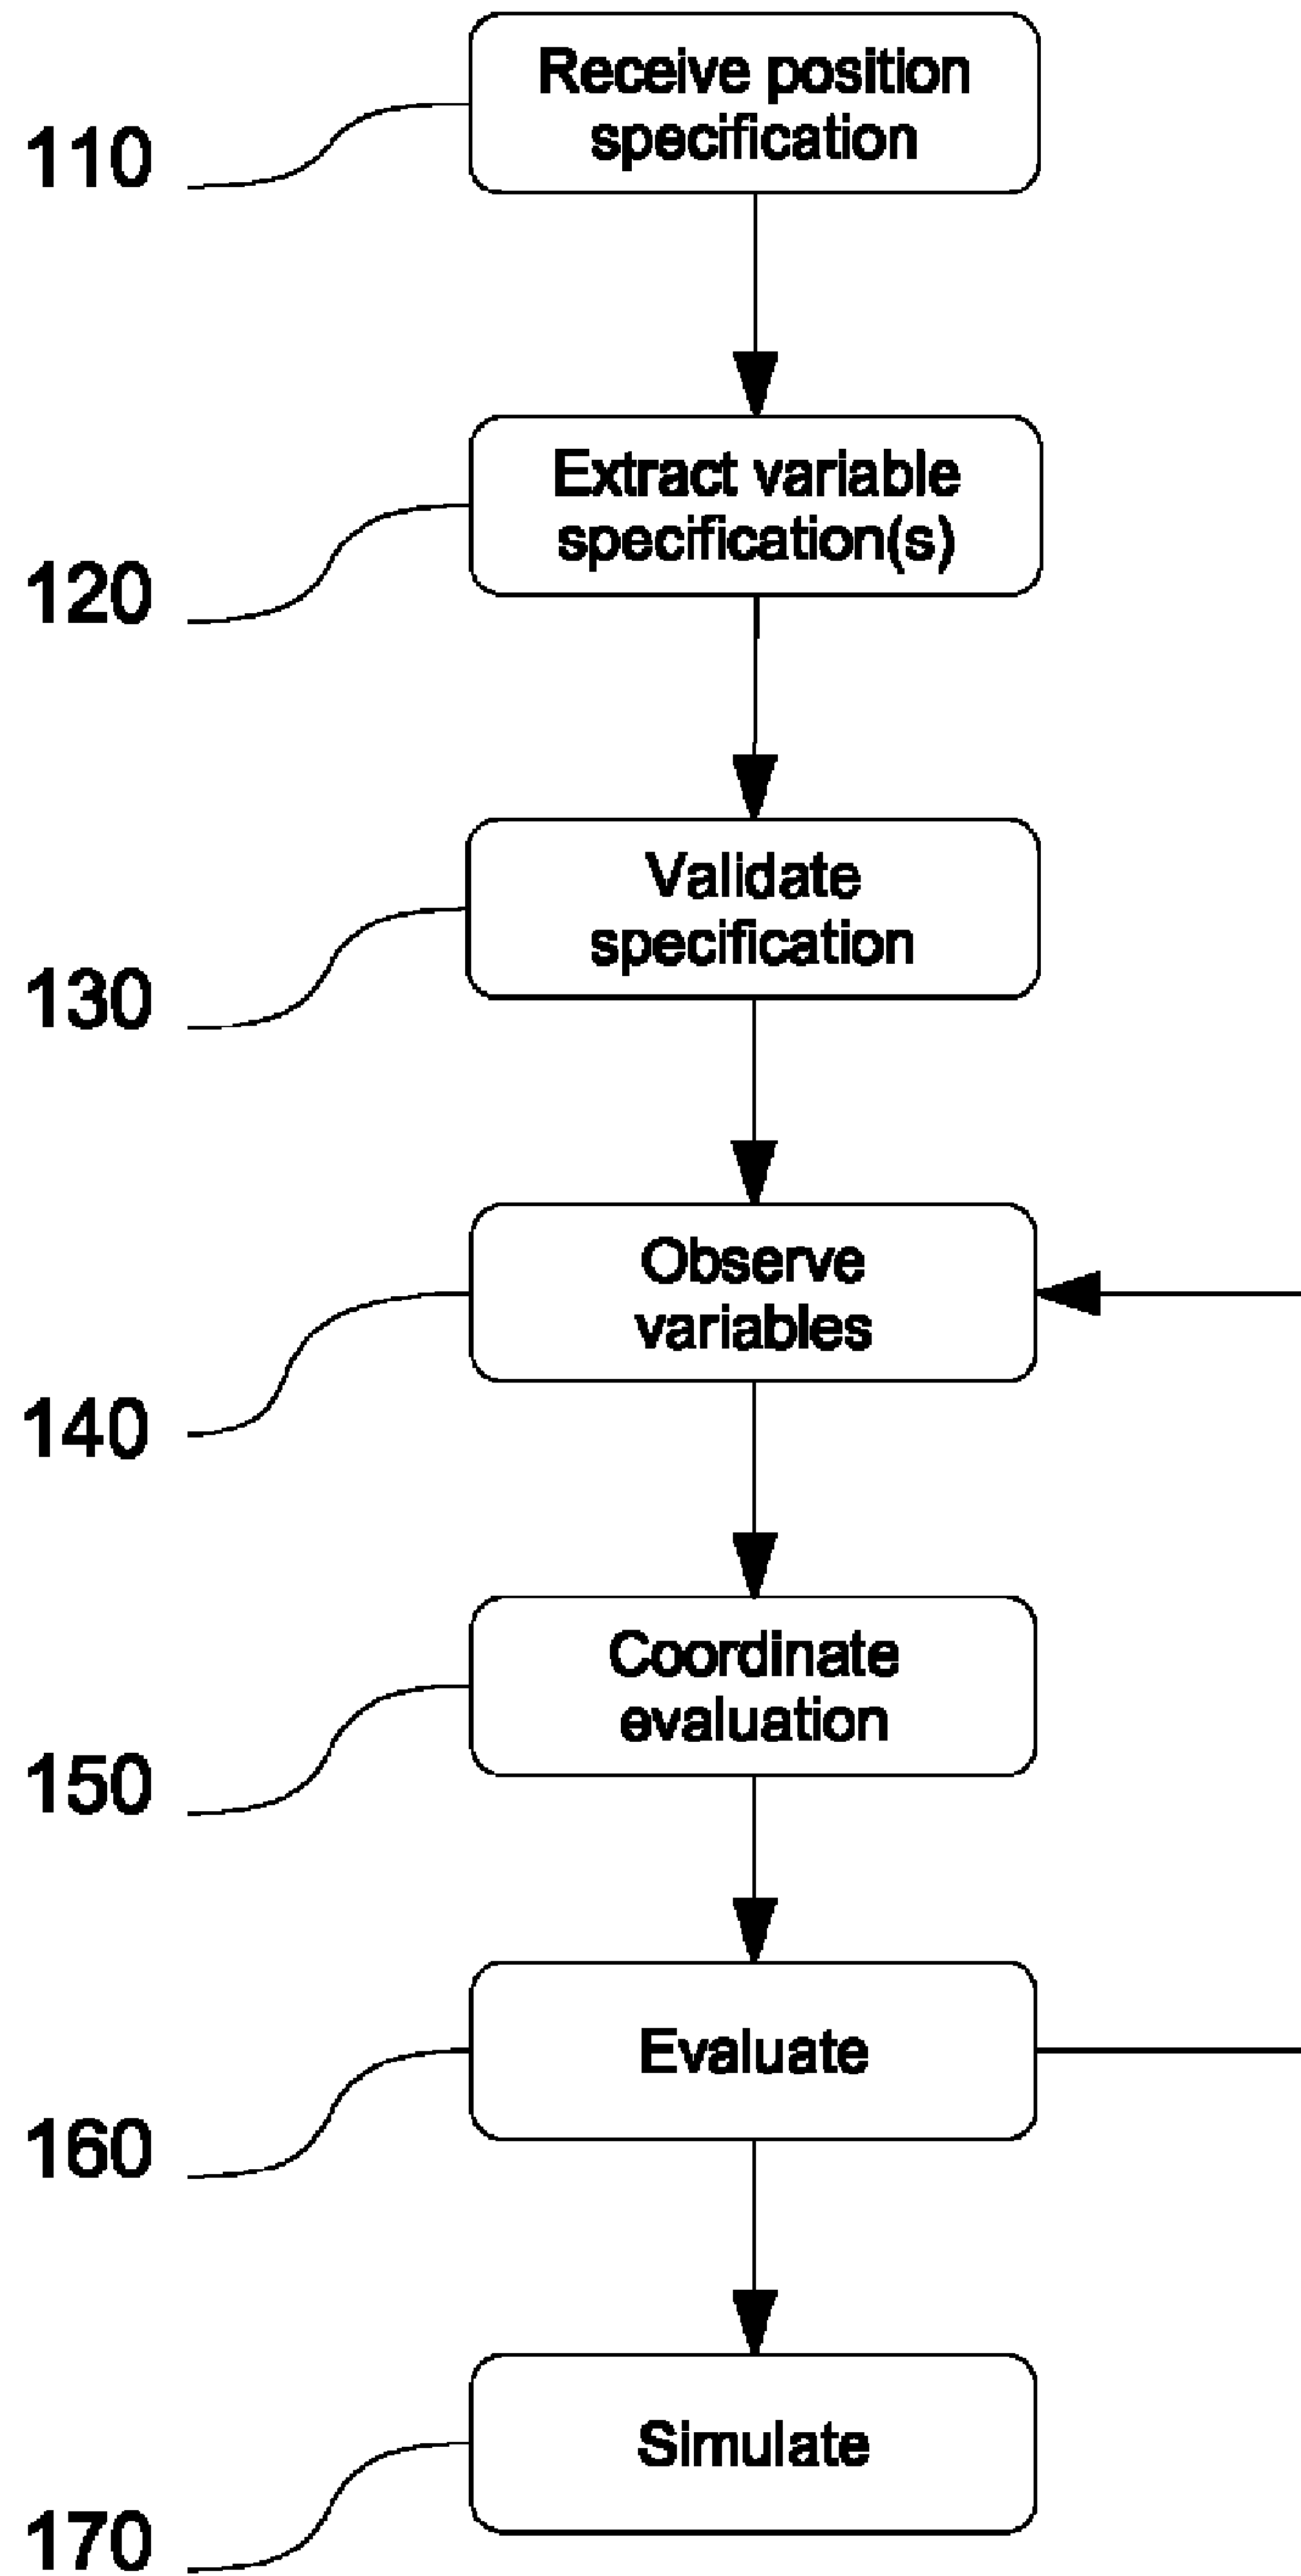 Receive position
specification
110
Extract variable
specification(s)
120
Validate
specification
130
Observe
variables
140
Coordinate
evaluation
150
Evaluate
160
Simulate
170